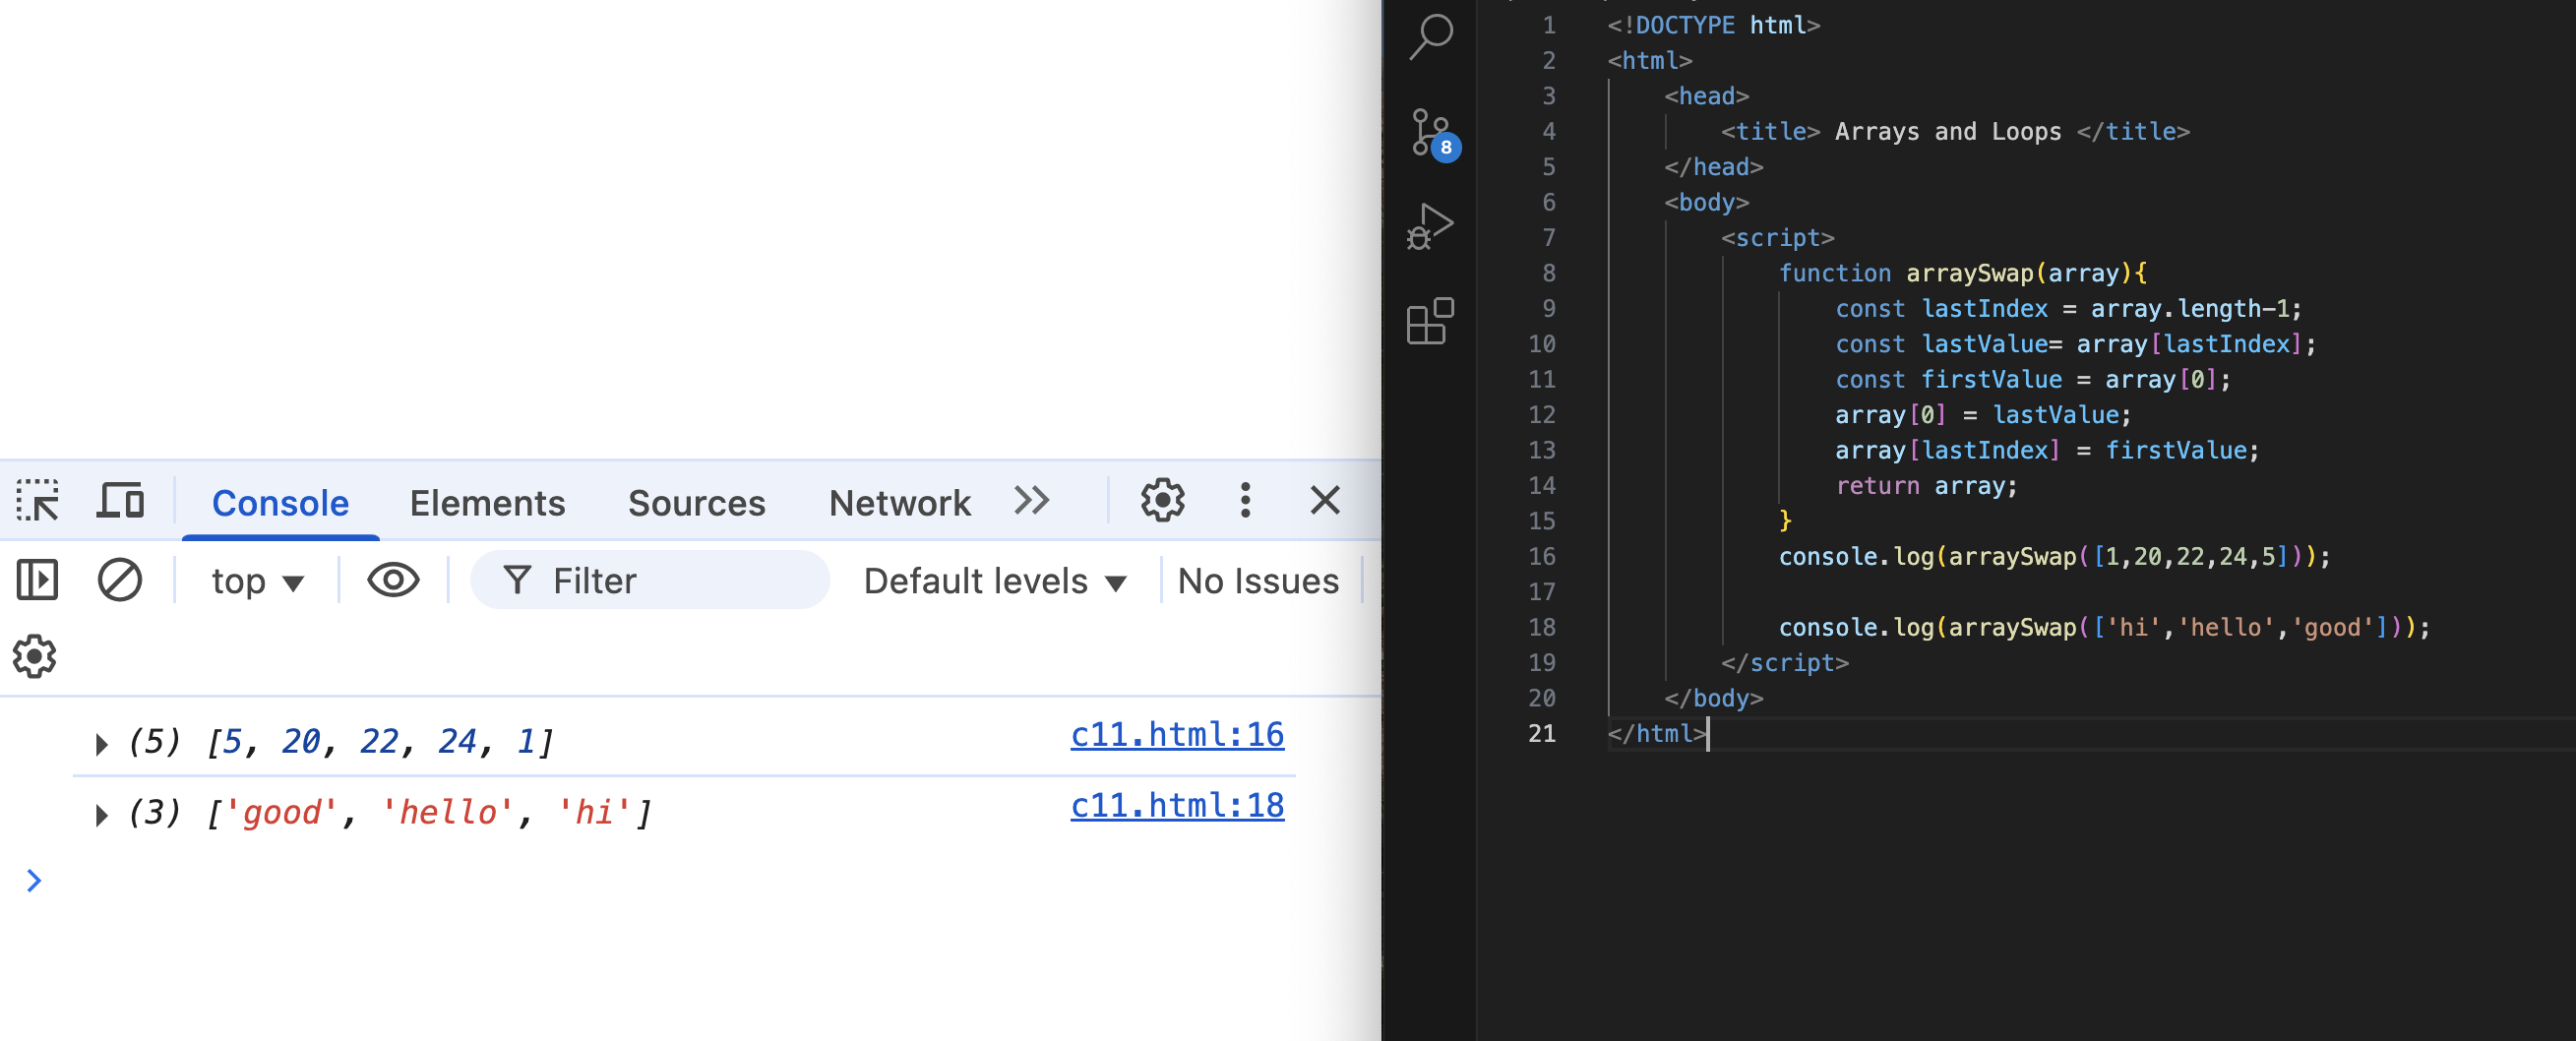 Console Elements Sources Network
top Filter Default levels No Issues
(5) [5, 20, 22, 24, 1] c11.html:16
(3) ['good', 'hello', 'hi'] c11.html:18
8
1 <!DOCTYPE html>
2 <html>
3 <head>
4 <title> Arrays and Loops </title>
5 </head>
6 <body>
7 <script>
8 function arraySwap(array){
9 const lastIndex = array.length-1;
10 const lastValue= array[lastIndex];
11 const firstValue = array[0];
12 array[0] = lastValue;
13 array[lastIndex] = firstValue;
14 return array;
15 }
16 console.log(arraySwap([1,20,22,24,5]));
17
18 console.log(arraySwap(['hi','hello','good']));
19 </script>
20 </body>
21 </html>